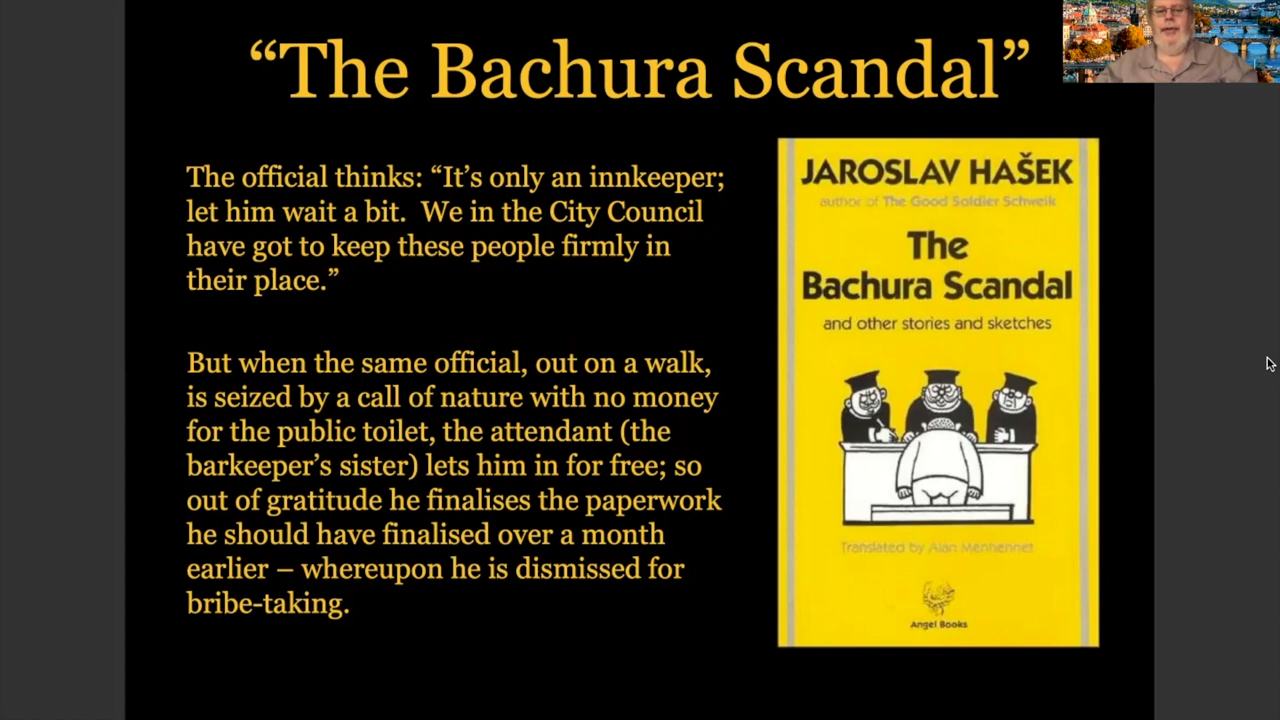 “The Bachura Scandal”
The official thinks: “It’s only an innkeeper;
let him wait a bit.  We in the City Council
have got to keep these people firmly in
their place.”
But when the same official, out on a walk,
is seized by a call of nature with no money
for the public toilet, the attendant (the
barkeeper’s sister) lets him in for free; so
out of gratitude he finalises the paperwork
he should have finalised over a month
earlier – whereupon he is dismissed for
bribe-taking.
JAROSLAV HAŠEK
author of The Good Soldier Schweik
The
Bachura Scandal
and other stories and sketches
Translated by Alan Menhennet
Angel Books